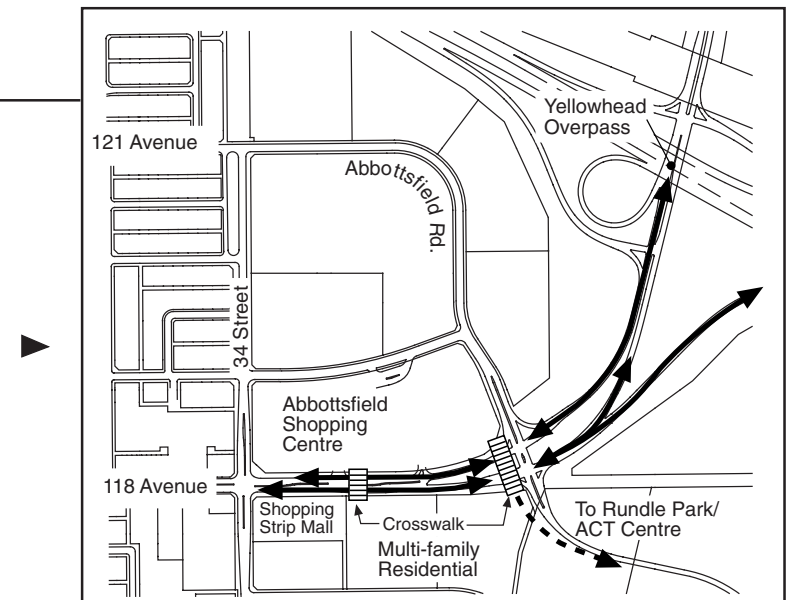 Yellowhead
Overpass
121 Avenue
Abbottsfield Rd.
34 Street
Abbottsfield
Shopping
Centre
118 Avenue
Shopping
Strip Mall
Crosswalk
Multi-family
Residential
To Rundle Park/
ACT Centre